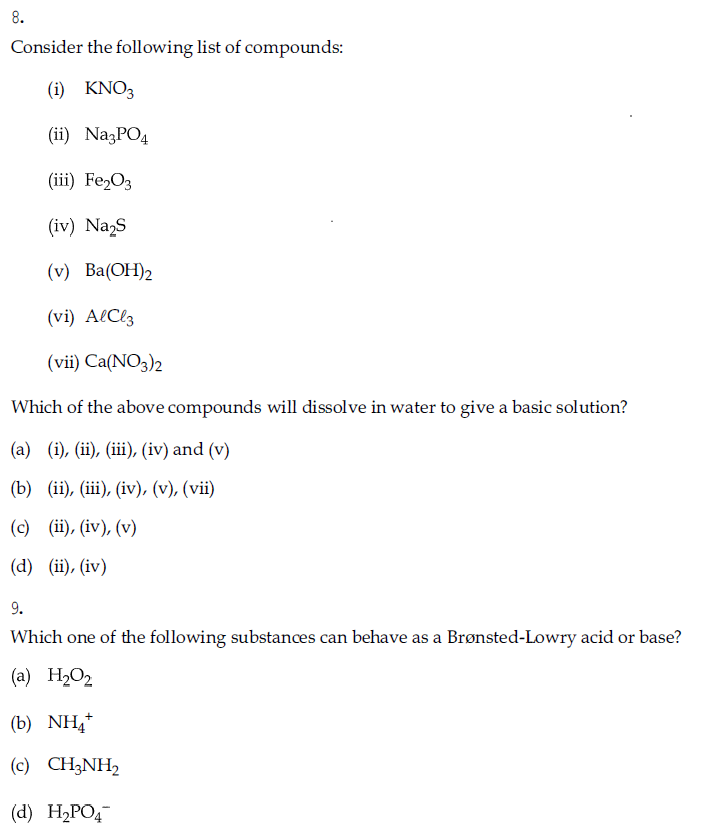 8.
Consider the following list of compounds:
(i) KNO₃
(ii) Na₃PO₄
(iii) Fe₂O₃
(iv) Na₂S
(v) Ba(OH)₂
(vi) AℓCℓ₃
(vii) Ca(NO₃)₂
Which of the above compounds will dissolve in water to give a basic solution?
(a) (i), (ii), (iii), (iv) and (v)
(b) (ii), (iii), (iv), (v), (vii)
(c) (ii), (iv), (v)
(d) (ii), (iv)
9.
Which one of the following substances can behave as a Brønsted-Lowry acid or base?
(a) H₂O₂
(b) NH₄⁺
(c) CH₃NH₂
(d) H₂PO₄⁻